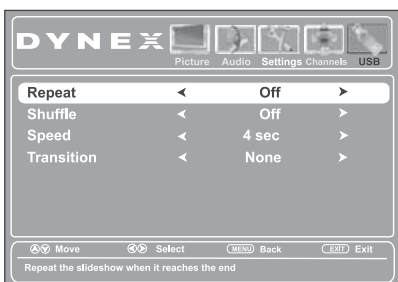 DYNEX
Picture Audio Settings Channels USB
Repeat Off
Shuffle Off
Speed 4 sec
Transition None
Move Select MENU Back EXIT Exit
Repeat the slideshow when it reaches the end